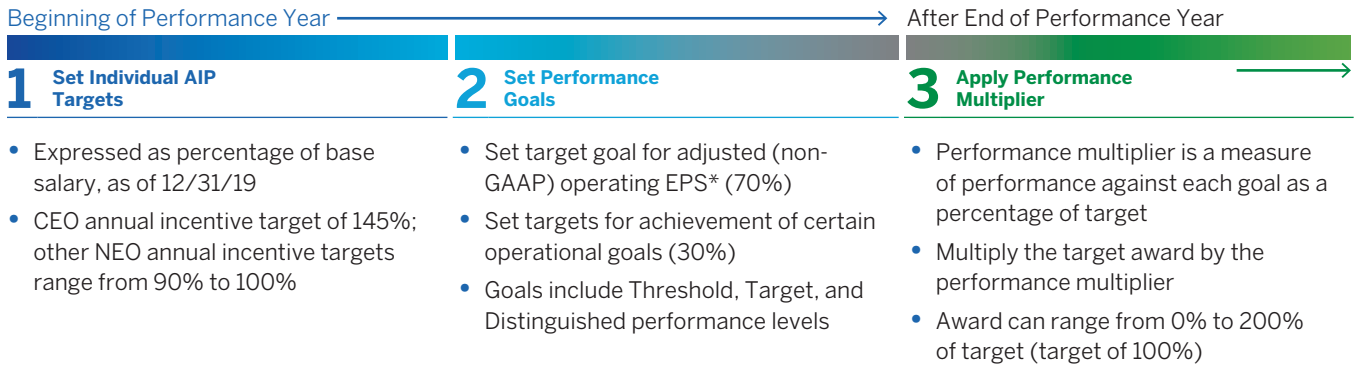 Beginning of Performance Year
After End of Performance Year
1 Set Individual AIP
Targets
2 Set Performance
Goals
3 Apply Performance
Multiplier
• Expressed as percentage of base
salary, as of 12/31/19
• CEO annual incentive target of 145%;
other NEO annual incentive targets
range from 90% to 100%
• Set target goal for adjusted (non-
GAAP) operating EPS* (70%)
• Set targets for achievement of certain
operational goals (30%)
• Goals include Threshold, Target, and
Distinguished performance levels
• Performance multiplier is a measure
of performance against each goal as a
percentage of target
• Multiply the target award by the
performance multiplier
• Award can range from 0% to 200%
of target (target of 100%)